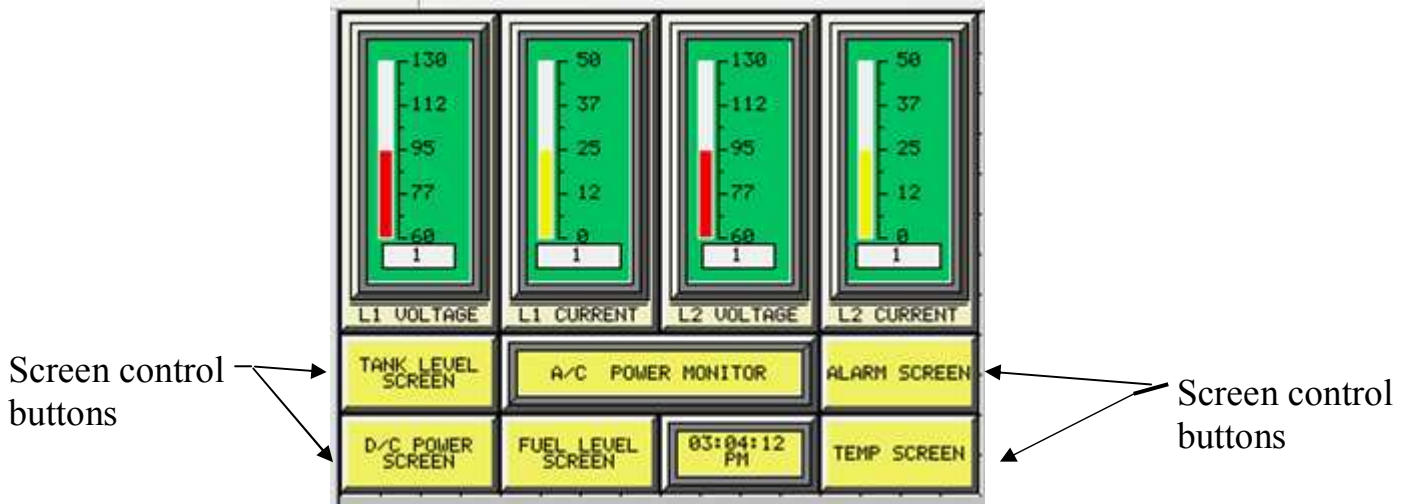 130
112
95
77
60
1
L1 VOLTAGE
50
37
25
12
0
1
L1 CURRENT
130
112
95
77
60
1
L2 VOLTAGE
50
37
25
12
0
1
L2 CURRENT
Screen control
buttons
TANK LEVEL
SCREEN
A/C POWER MONITOR
ALARM SCREEN
D/C POWER
SCREEN
FUEL LEVEL
SCREEN
03:04:12
PM
TEMP SCREEN
Screen control
buttons